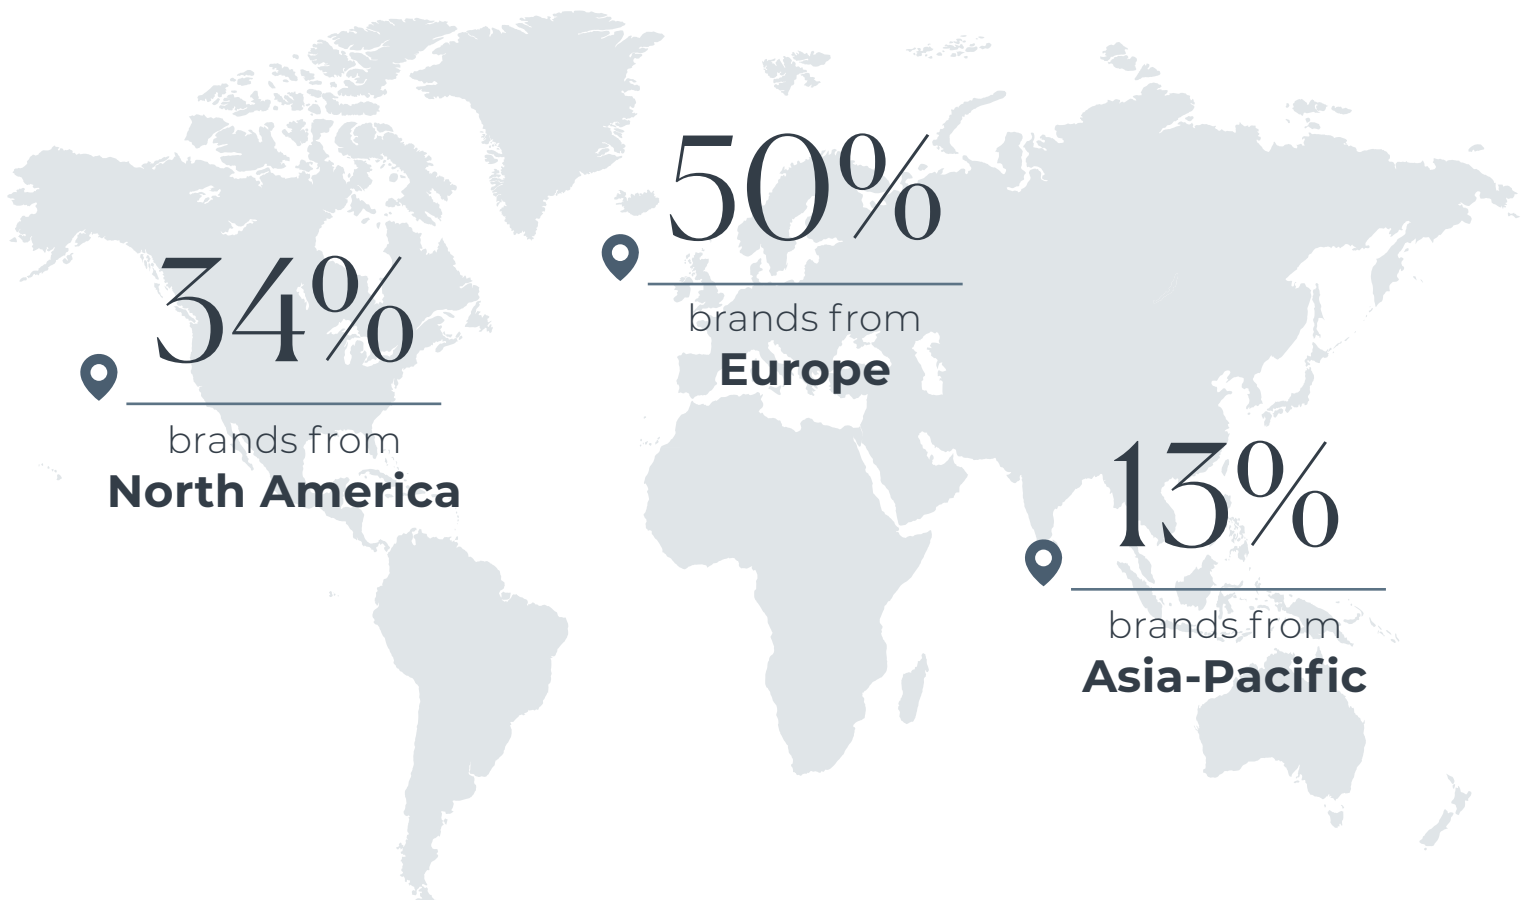 50%
brands from
Europe
34%
brands from
North America
13%
brands from
Asia-Pacific